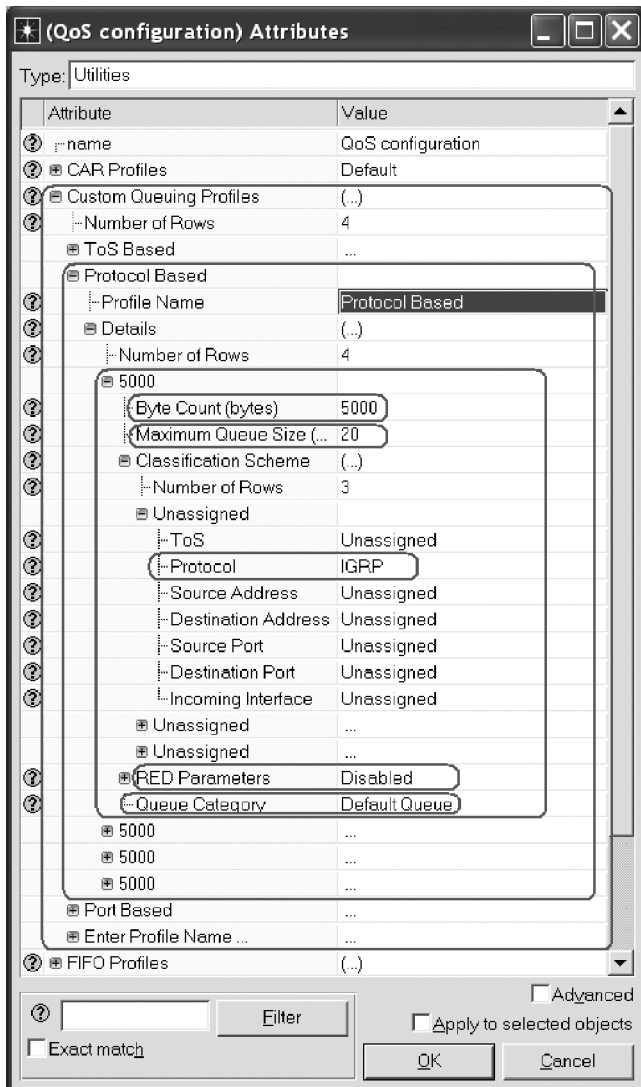 (QoS configuration) Attributes
Type: Utilities
Attribute Value
name QoS configuration
CAR Profiles Default
Custom Queuing Profiles (...)
Number of Rows 4
ToS Based ...
Protocol Based
Profile Name Protocol Based
Details (...)
Number of Rows 4
5000
Byte Count (bytes) 5000
Maximum Queue Size (... 20
Classification Scheme (...)
Number of Rows 3
Unassigned
ToS Unassigned
Protocol IGRP
Source Address Unassigned
Destination Address Unassigned
Source Port Unassigned
Destination Port Unassigned
Incoming Interface Unassigned
Unassigned ...
Unassigned ...
RED Parameters Disabled
Queue Category Default Queue
5000 ...
5000 ...
5000 ...
Port Based ...
Enter Profile Name ... ...
FIFO Profiles (...)
Advanced
Filter
Apply to selected objects
Exact match
OK Cancel